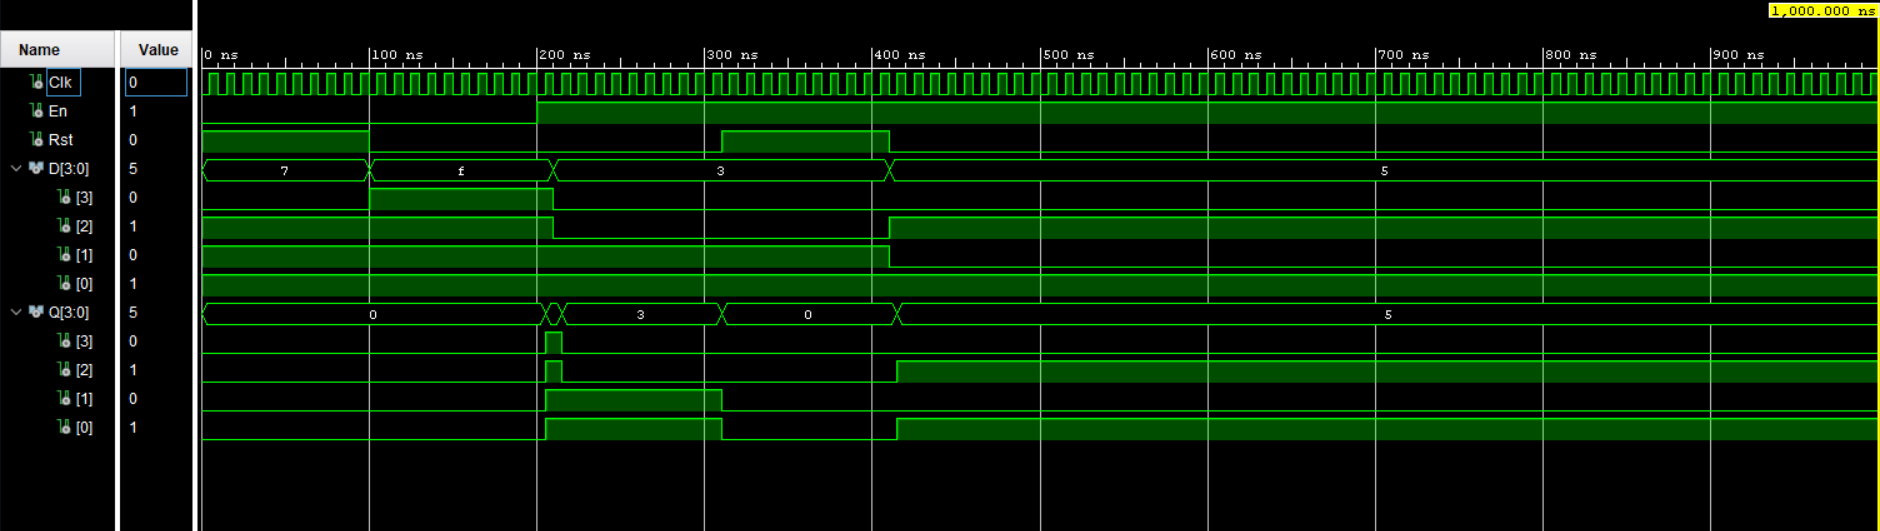 1,000.000 ns
Name Value
0 ns 100 ns 200 ns 300 ns 400 ns 500 ns 600 ns 700 ns 800 ns 900 ns
Clk 0
En 1
Rst 0
D[3:0] 5 7 f 3 5
[3] 0
[2] 1
[1] 0
[0] 1
Q[3:0] 5 0 3 0 5
[3] 0
[2] 1
[1] 0
[0] 1